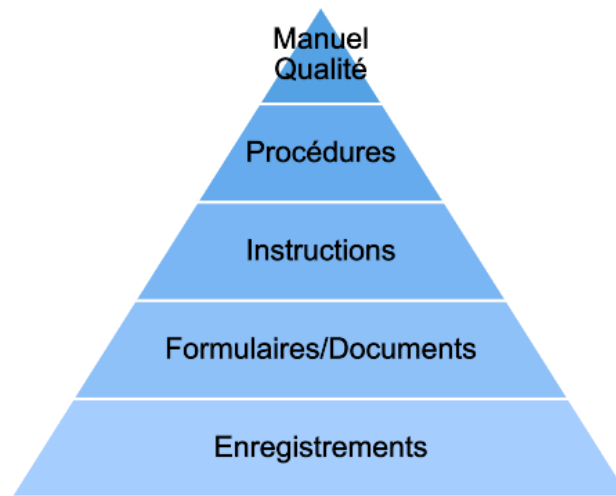 Manuel
Qualité
Procédures
Instructions
Formulaires/Documents
Enregistrements